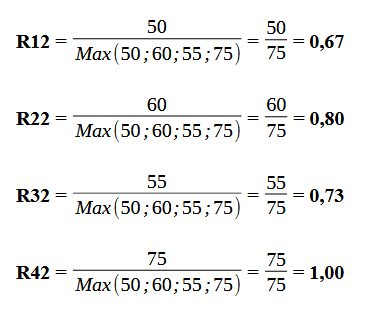 R12 = 50 / Max(50;60;55;75) = 50 / 75 = 0,67
R22 = 60 / Max(50;60;55;75) = 60 / 75 = 0,80
R32 = 55 / Max(50;60;55;75) = 55 / 75 = 0,73
R42 = 75 / Max(50;60;55;75) = 75 / 75 = 1,00